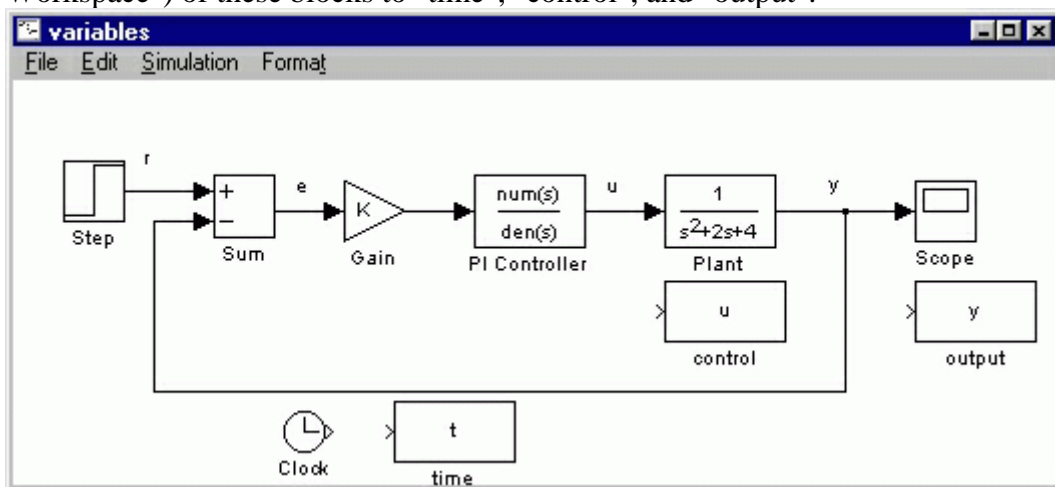 Workspace") of these blocks to "time", "control", and "output".
variables
File Edit Simulation Format
r
e
u
y
+
−
K
num(s)
den(s)
1
s2+2s+4
Step
Sum
Gain
PI Controller
Plant
Scope
u
y
control
output
t
Clock
time